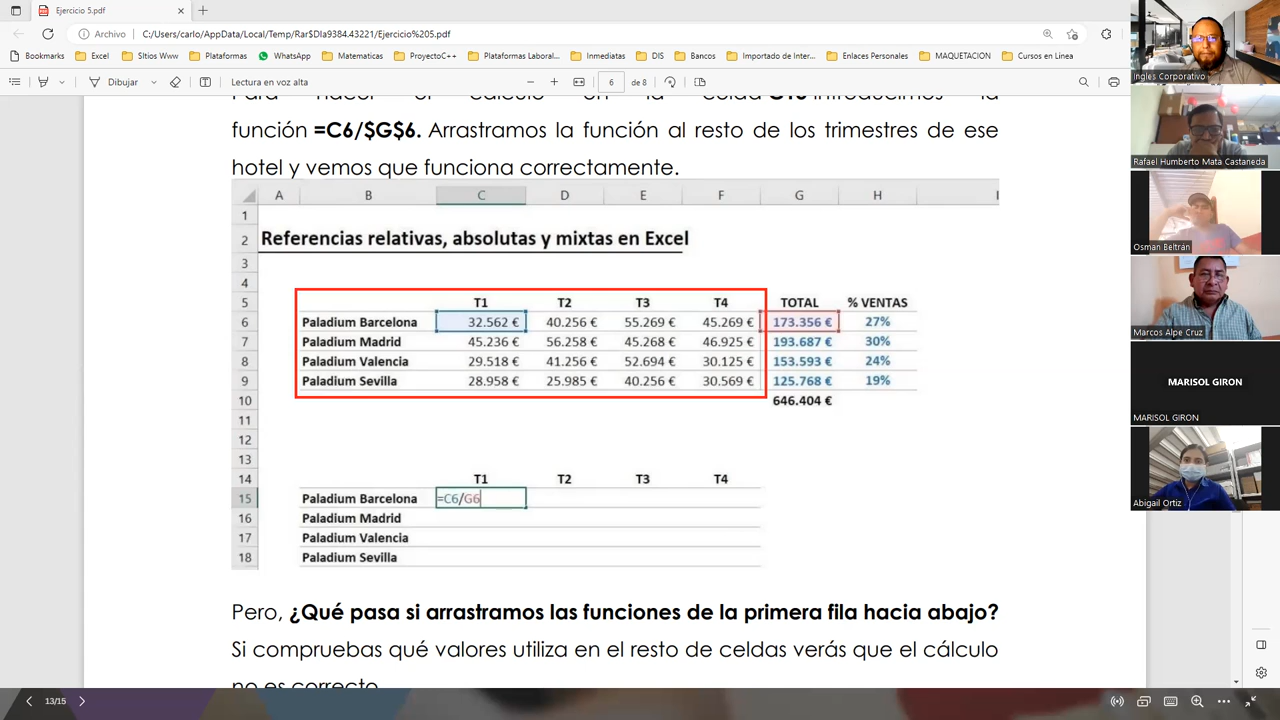 Ejercicio 5.pdf
Archivo C:/Users/carlo/AppData/Local/Temp/Rar$DIa9384.43221/Ejercicio%205.pdf
Bookmarks Excel Sitios Www Plataformas WhatsApp Matematicas ProyectoCe Plataformas Laboral... Inmediatas DIS Bancos Importado de Inter... Enlaces Personales MAQUETACION Cursos en Linea
Dibujar Lectura en voz alta 6 de 8
función =C6/$G$6. Arrastramos la función al resto de los trimestres de ese
hotel y vemos que funciona correctamente.
A B C D E F G H I
1
2 Referencias relativas, absolutas y mixtas en Excel
3
4
5 T1 T2 T3 T4 TOTAL % VENTAS
6 Paladium Barcelona 32.562 € 40.256 € 55.269 € 45.269 € 173.356 € 27%
7 Paladium Madrid 45.236 € 56.258 € 45.268 € 46.925 € 193.687 € 30%
8 Paladium Valencia 29.518 € 41.256 € 52.694 € 30.125 € 153.593 € 24%
9 Paladium Sevilla 28.958 € 25.985 € 40.256 € 30.569 € 125.768 € 19%
10 646.404 €
11
12
13
14 T1 T2 T3 T4
15 Paladium Barcelona =C6/G6
16 Paladium Madrid
17 Paladium Valencia
18 Paladium Sevilla
Pero, ¿Qué pasa si arrastramos las funciones de la primera fila hacia abajo?
Si compruebas qué valores utiliza en el resto de celdas verás que el cálculo
no es correcto
13/15
Ingles Corporativo
Rafael Humberto Mata Castaneda
Osman Beltrán
Marcos Alpe Cruz
MARISOL GIRON
MARISOL GIRON
Abigail Ortiz